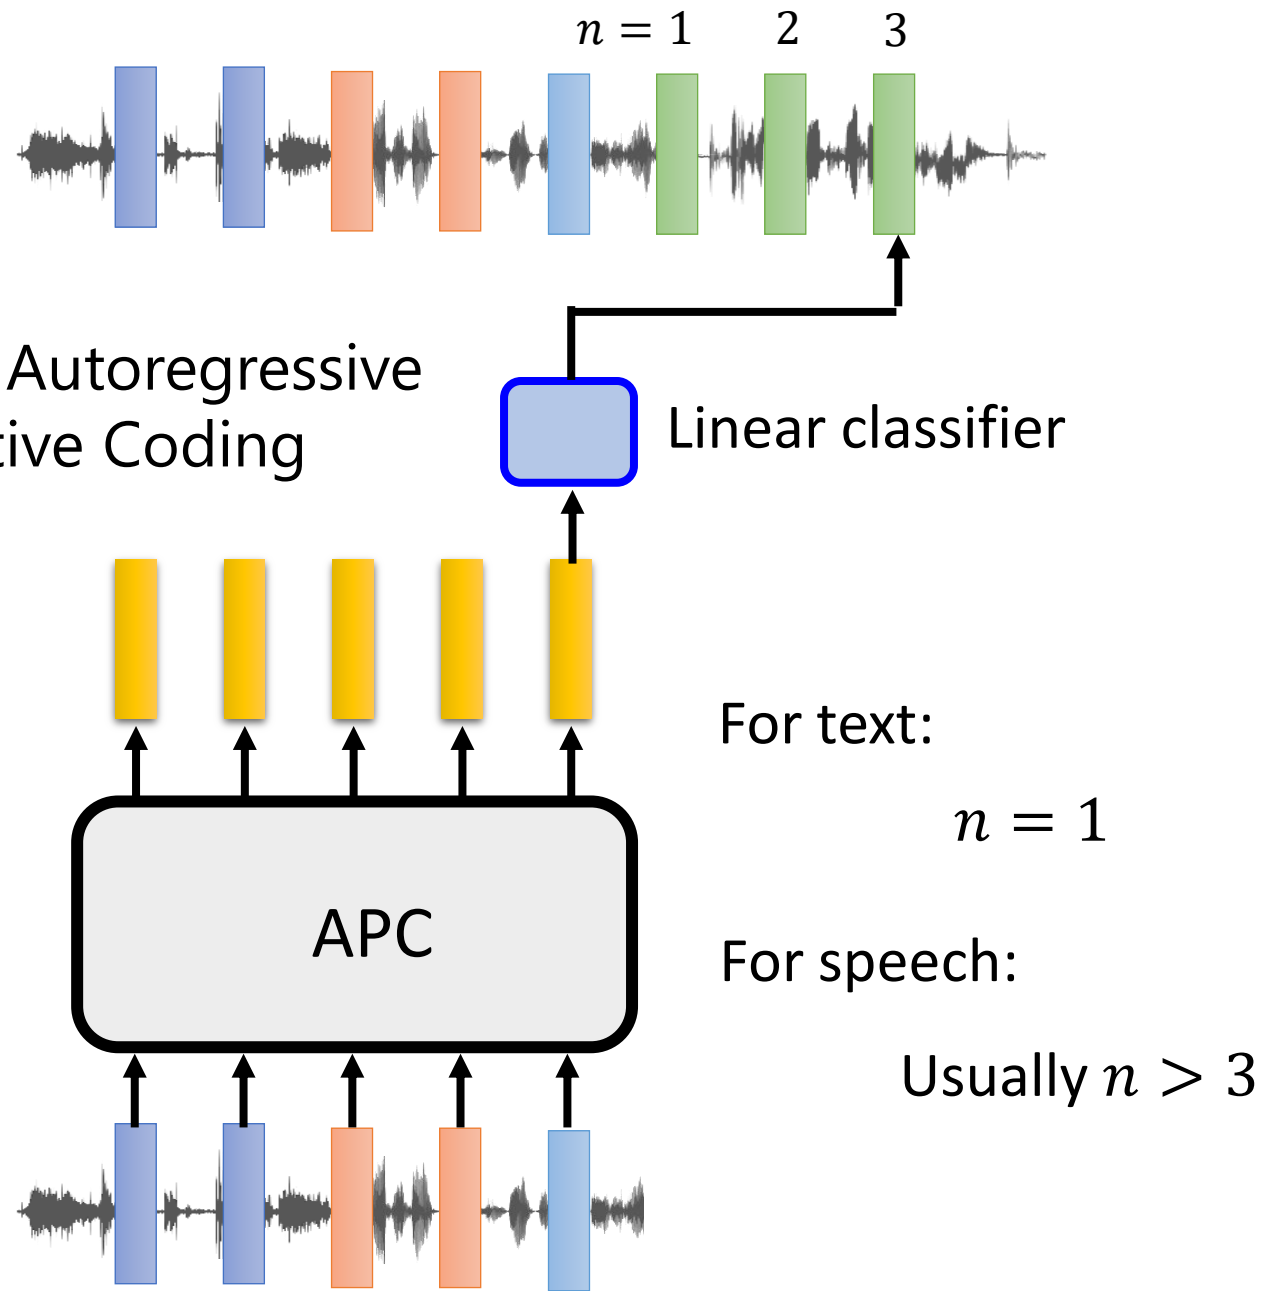 n = 1 2 3
Autoregressive
tive Coding
Linear classifier
For text:
n = 1
APC
For speech:
Usually n > 3